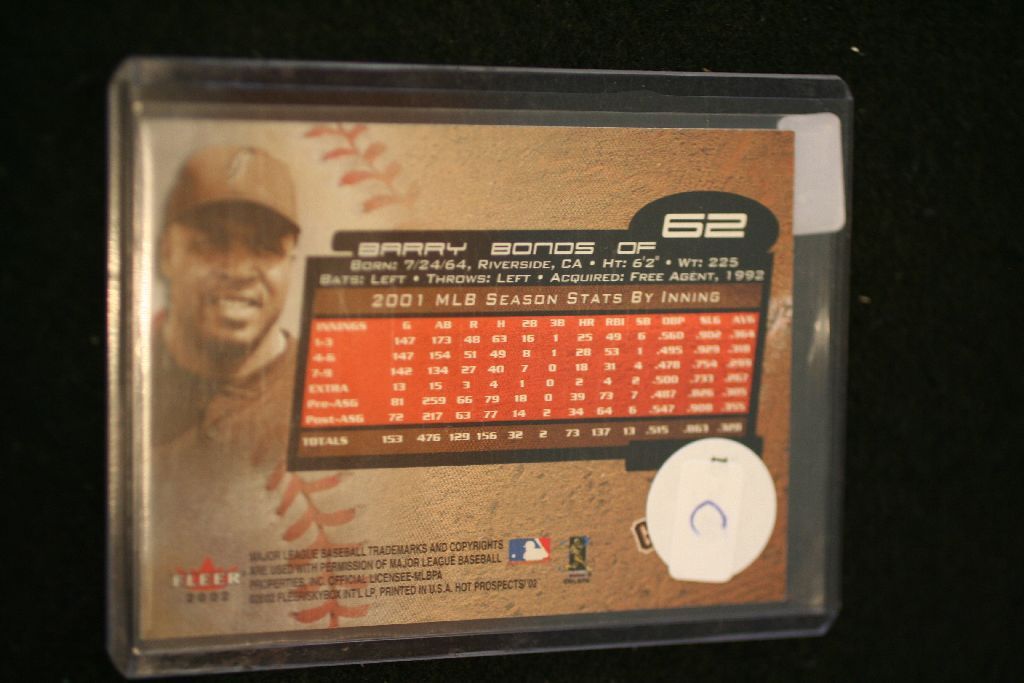 62
BARRY BONDS OF
BORN: 7/24/64, RIVERSIDE, CA • HT: 6'2" • WT: 225
BATS: LEFT • THROWS: LEFT • ACQUIRED: FREE AGENT, 1992
2001 MLB SEASON STATS BY INNING
INNINGS G AB R H 2B 3B HR RBI SB OBP SLG AVG
1-3 147 173 48 63 16 1 25 49 6 .560 .902 .364
4-6 147 154 51 49 8 1 28 53 1 .495 .929 .318
7-9 142 134 27 40 7 0 18 31 4 .478 .754 .299
EXTRA 13 15 3 4 1 0 2 4 2 .500 .733 .267
Pre-ASG 81 259 66 79 18 0 39 73 7 .487 .826 .305
Post-ASG 72 217 63 77 14 2 34 64 6 .547 .908 .355
TOTALS 153 476 129 156 32 2 73 137 13 .515 .863 .328
C
FLEER
2002
MAJOR LEAGUE BASEBALL TRADEMARKS AND COPYRIGHTS
ARE USED WITH PERMISSION OF MAJOR LEAGUE BASEBALL
PROPERTIES, INC. OFFICIAL LICENSEE-MLBPA
©2002 FLEER/SKYBOX INT'L LP. PRINTED IN U.S.A. HOT PROSPECTS '02